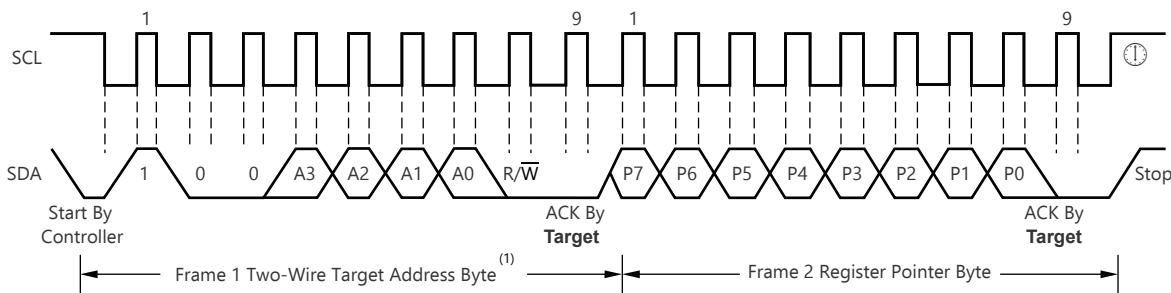 1 9 1 9
SCL
SDA 1 0 0 A3 A2 A1 A0 R/W̅ P7 P6 P5 P4 P3 P2 P1 P0 Stop
Start By
Controller
ACK By
Target
ACK By
Target
Frame 1 Two-Wire Target Address Byte (1)
Frame 2 Register Pointer Byte